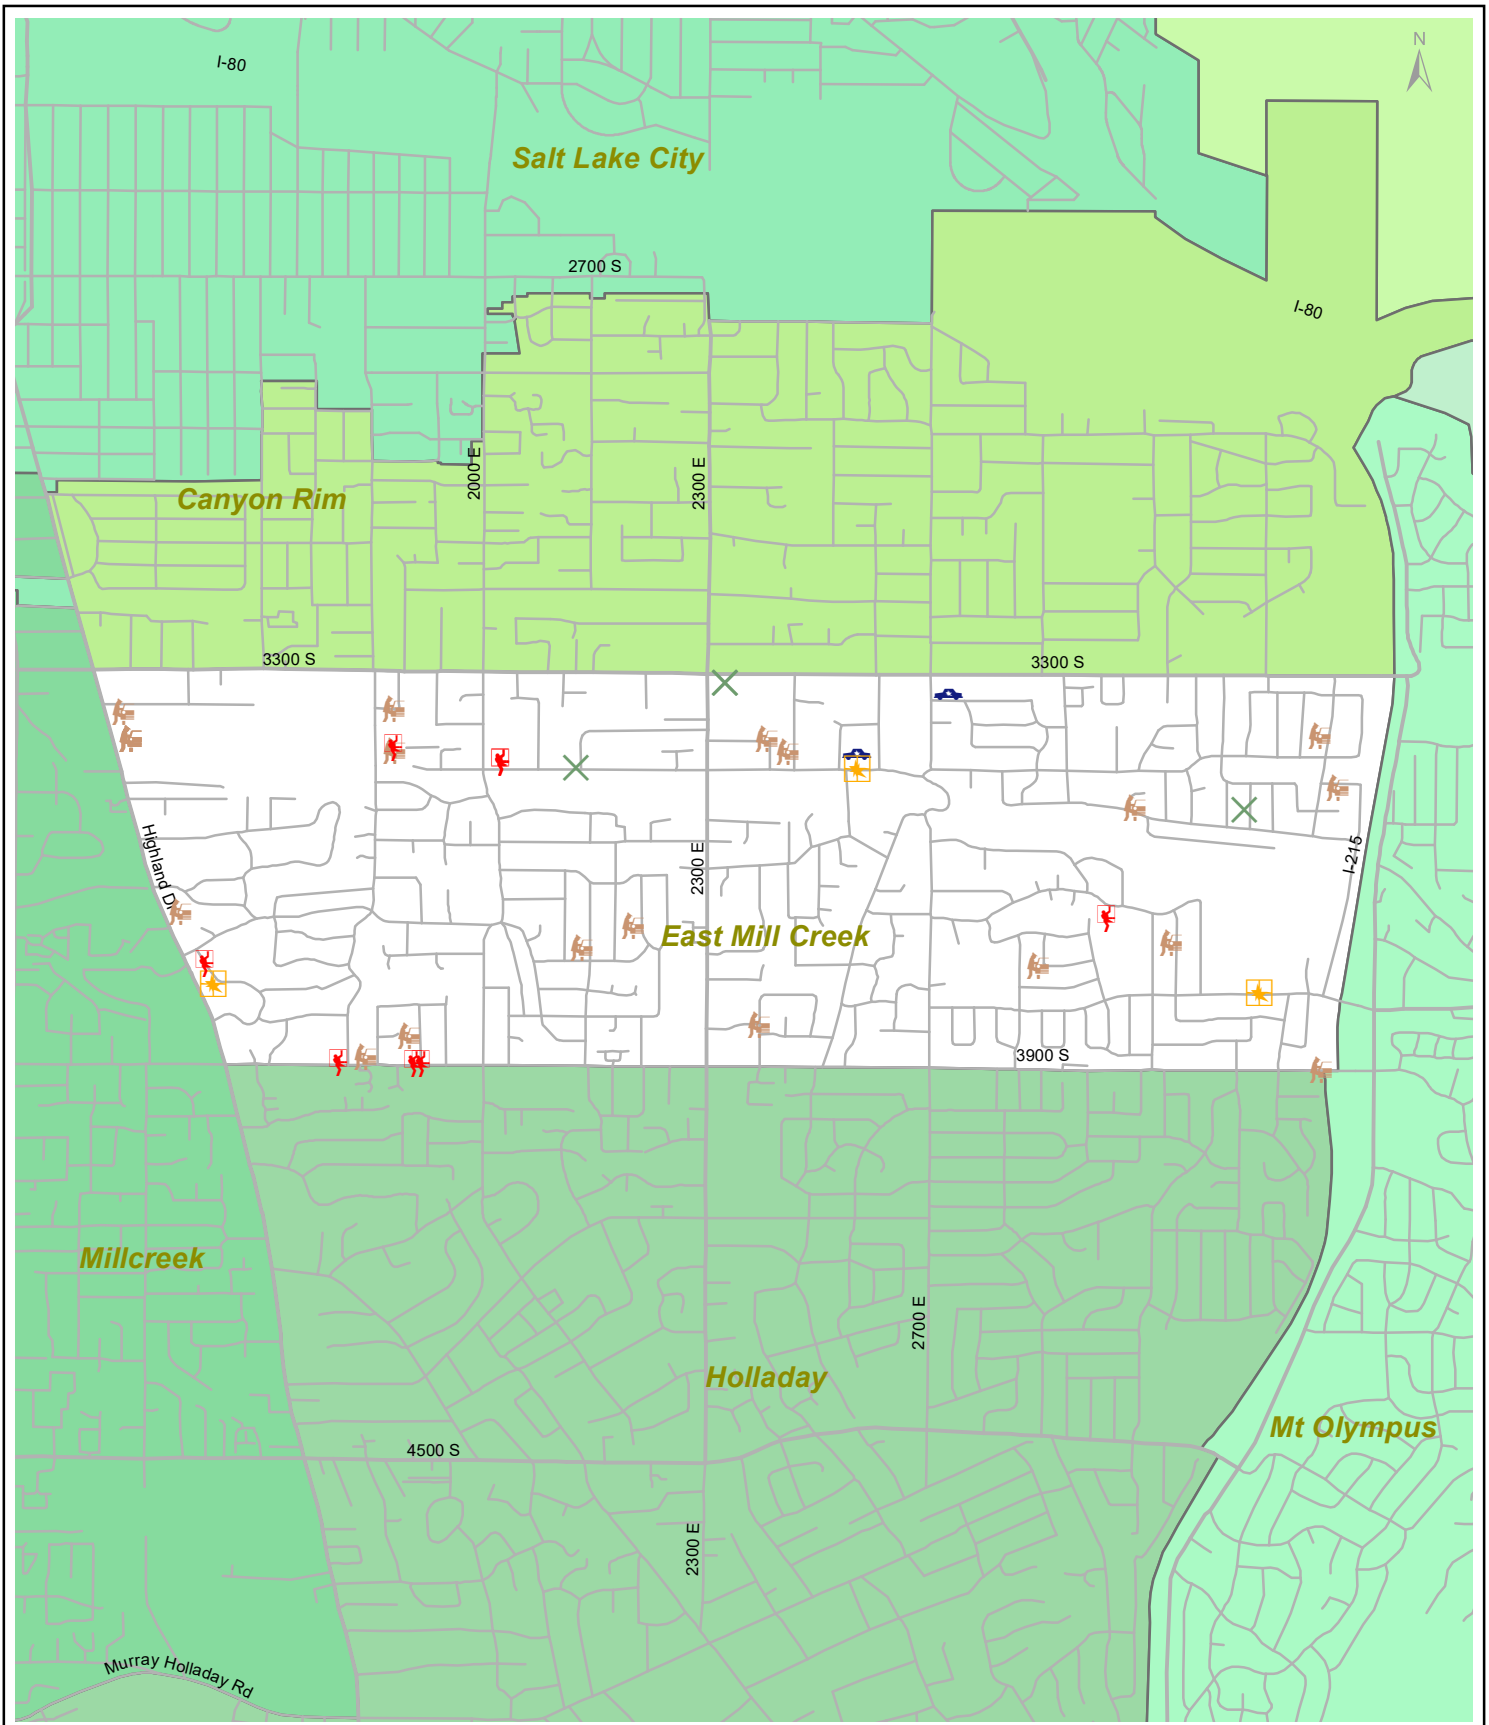 N
I-80
Salt Lake City
2700 S
I-80
2000 E
2300 E
Canyon Rim
3300 S
3300 S
Highland Dr
2300 E
I-215
East Mill Creek
3900 S
Millcreek
2700 E
Holladay
Mt Olympus
4500 S
2300 E
Murray Holladay Rd